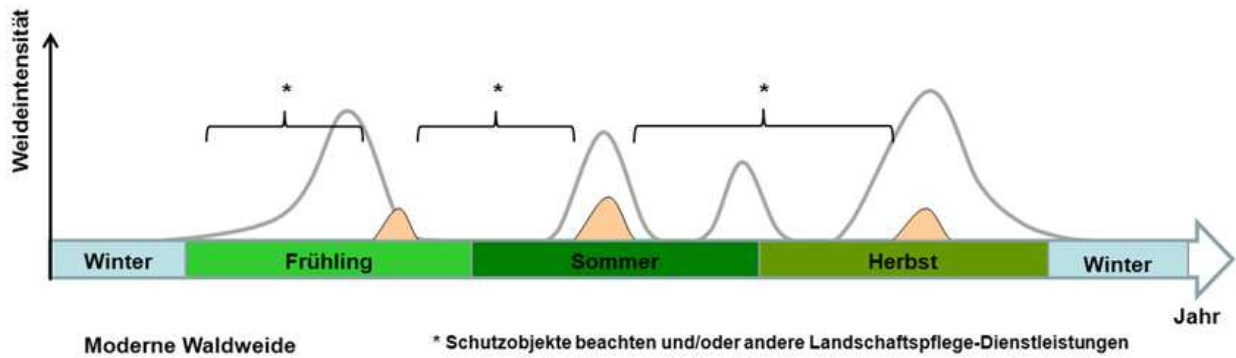 Weideintensität
* * *
Winter Frühling Sommer Herbst Winter
Jahr
Moderne Waldweide * Schutzobjekte beachten und/oder andere Landschaftspflege-Dienstleistungen